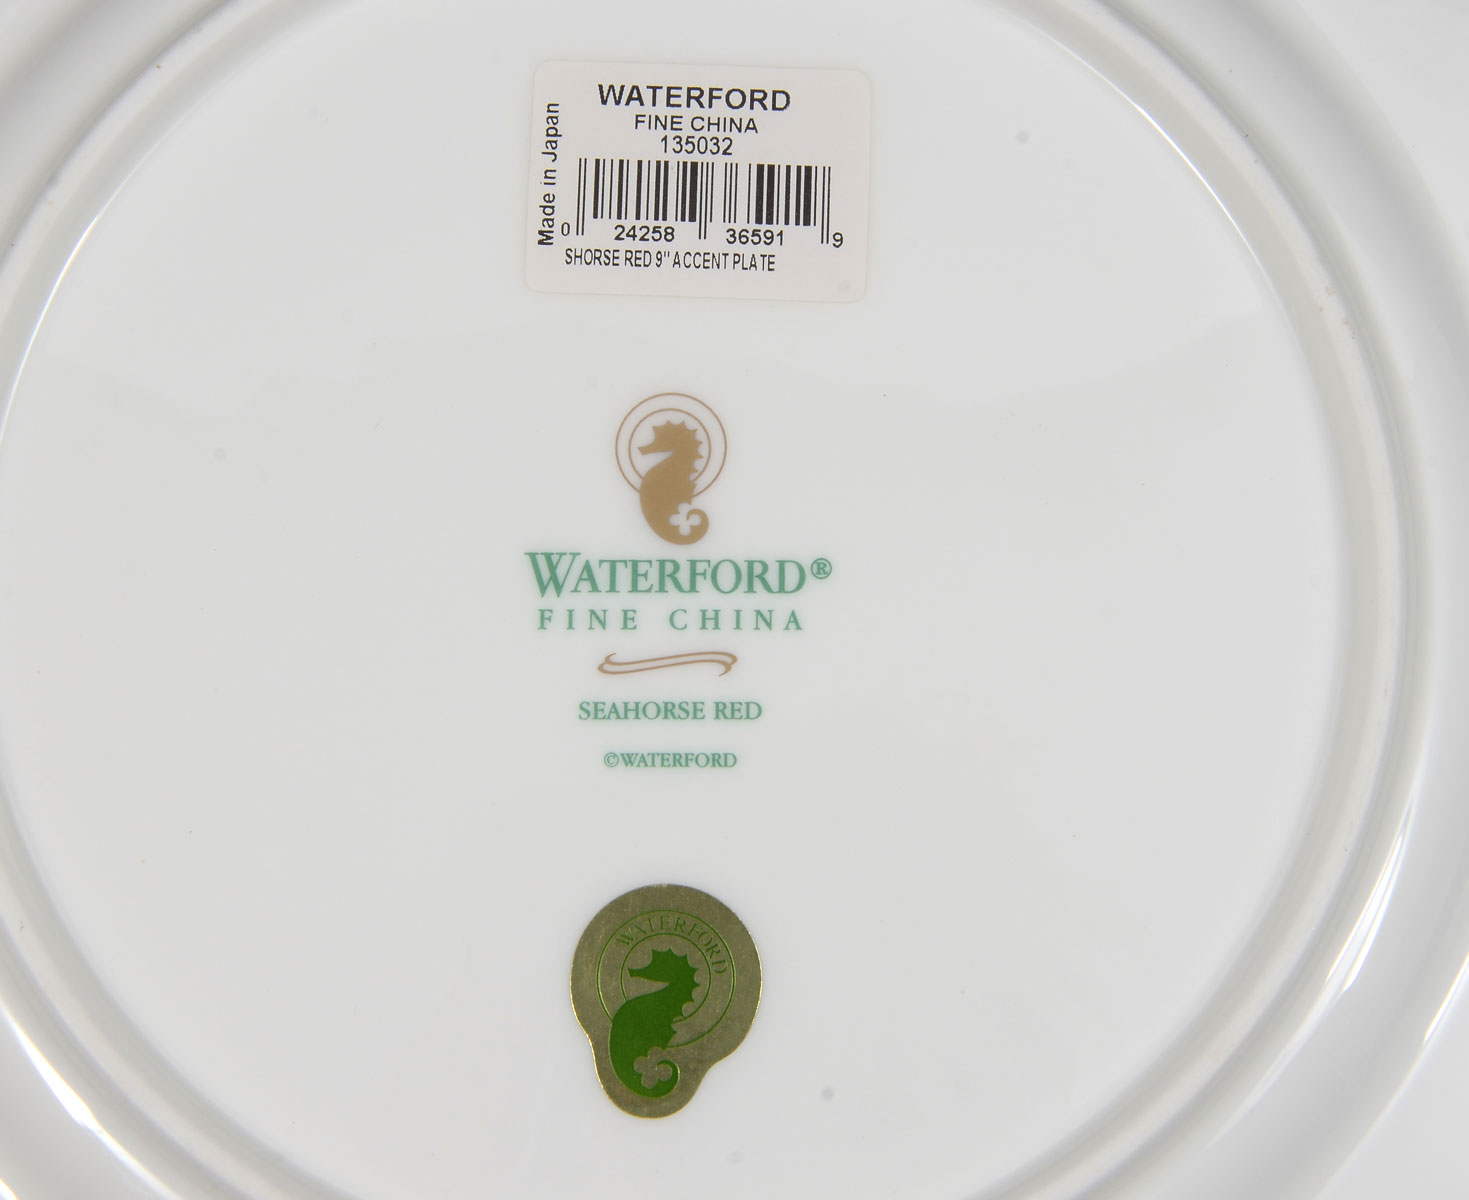 WATERFORD
FINE CHINA
135032
Made in Japan
0 24258 36591 9
SHORSE RED 9" ACCENT PLATE
WATERFORD®
FINE CHINA
SEAHORSE RED
©WATERFORD
WATERFORD